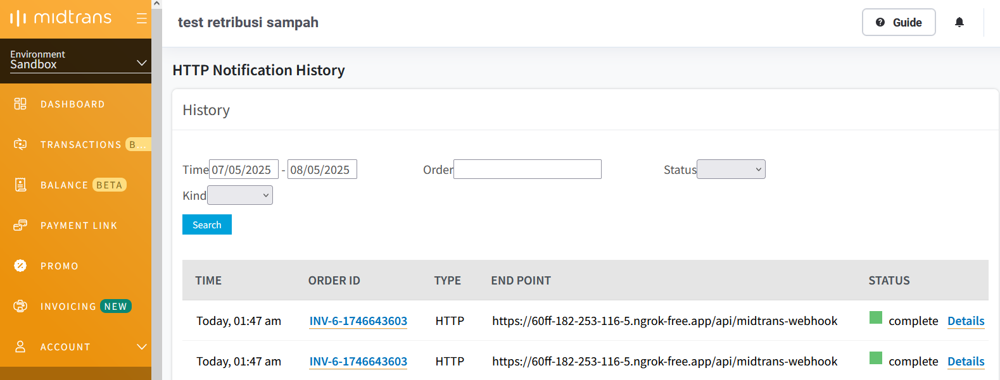 midtrans
test retribusi sampah
Guide
Environment
Sandbox
HTTP Notification History
DASHBOARD
TRANSACTIONS B...
BALANCE BETA
PAYMENT LINK
PROMO
INVOICING NEW
ACCOUNT
History
Time 07/05/2025 - 08/05/2025 Order Status
Kind
Search
TIME ORDER ID TYPE END POINT STATUS
Today, 01:47 am INV-6-1746643603 HTTP https://60ff-182-253-116-5.ngrok-free.app/api/midtrans-webhook complete Details
Today, 01:47 am INV-6-1746643603 HTTP https://60ff-182-253-116-5.ngrok-free.app/api/midtrans-webhook complete Details